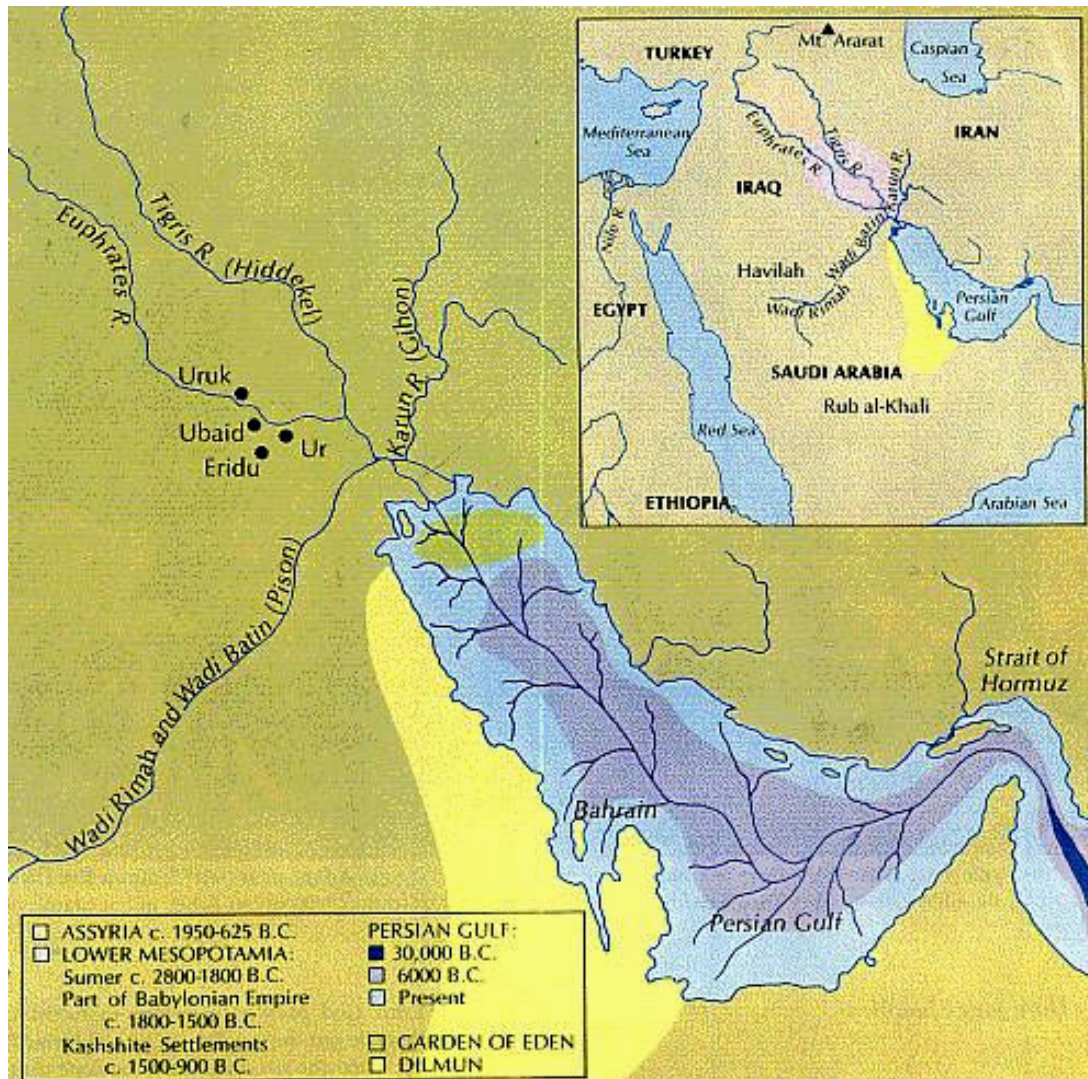 Tigris R. (Hiddekel)
Euphrates R.
Karun R. (Gihon)
Uruk
Ubaid
Ur
Eridu
Wadi Rimah and Wadi Batin (Pison)
Strait of
Hormuz
Bahrain
Persian Gulf
TURKEY
Mt Ararat
Caspian
Sea
Mediterranean
Sea
Euphrates R.
Tigris R.
Karun R.
IRAN
IRAQ
Nile R.
Wadi Batin
Havilah
Wadi Rimah
EGYPT
Persian
Gulf
SAUDI ARABIA
Rub al-Khali
Red Sea
ETHIOPIA
Arabian Sea
ASSYRIA c. 1950-625 B.C.
LOWER MESOPOTAMIA:
Sumer c. 2800-1800 B.C.
Part of Babylonian Empire
c. 1800-1500 B.C.
Kashshite Settlements
c. 1500-900 B.C.
PERSIAN GULF:
30,000 B.C.
6000 B.C.
Present
GARDEN OF EDEN
DILMUN